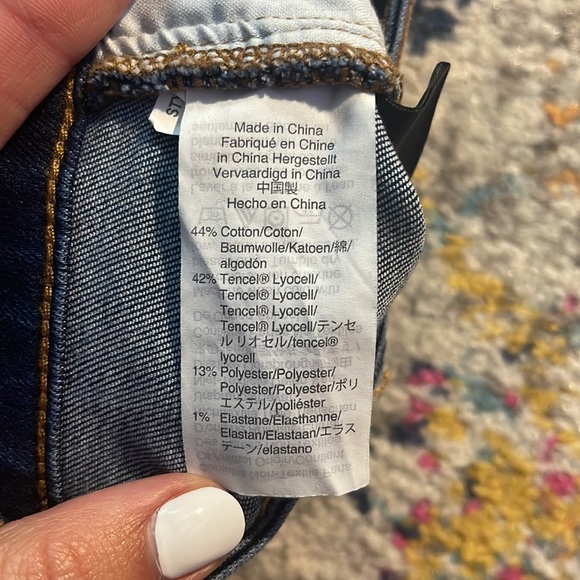 Made in China
Fabriqué en Chine
in China Hergestellt
Vervaardigd in China
中国製
Hecho en China
44% Cotton/Coton/
Baumwolle/Katoen/綿/
algodón
42% Tencel® Lyocell/
Tencel® Lyocell/
Tencel® Lyocell/
Tencel® Lyocell/テンセ
ル リオセル/tencel®
lyocell
13% Polyester/Polyester/
Polyester/Polyester/ポリ
エステル/poliéster
1% Elastane/Élasthanne/
Elastan/Elastaan/エラス
テーン/elastano